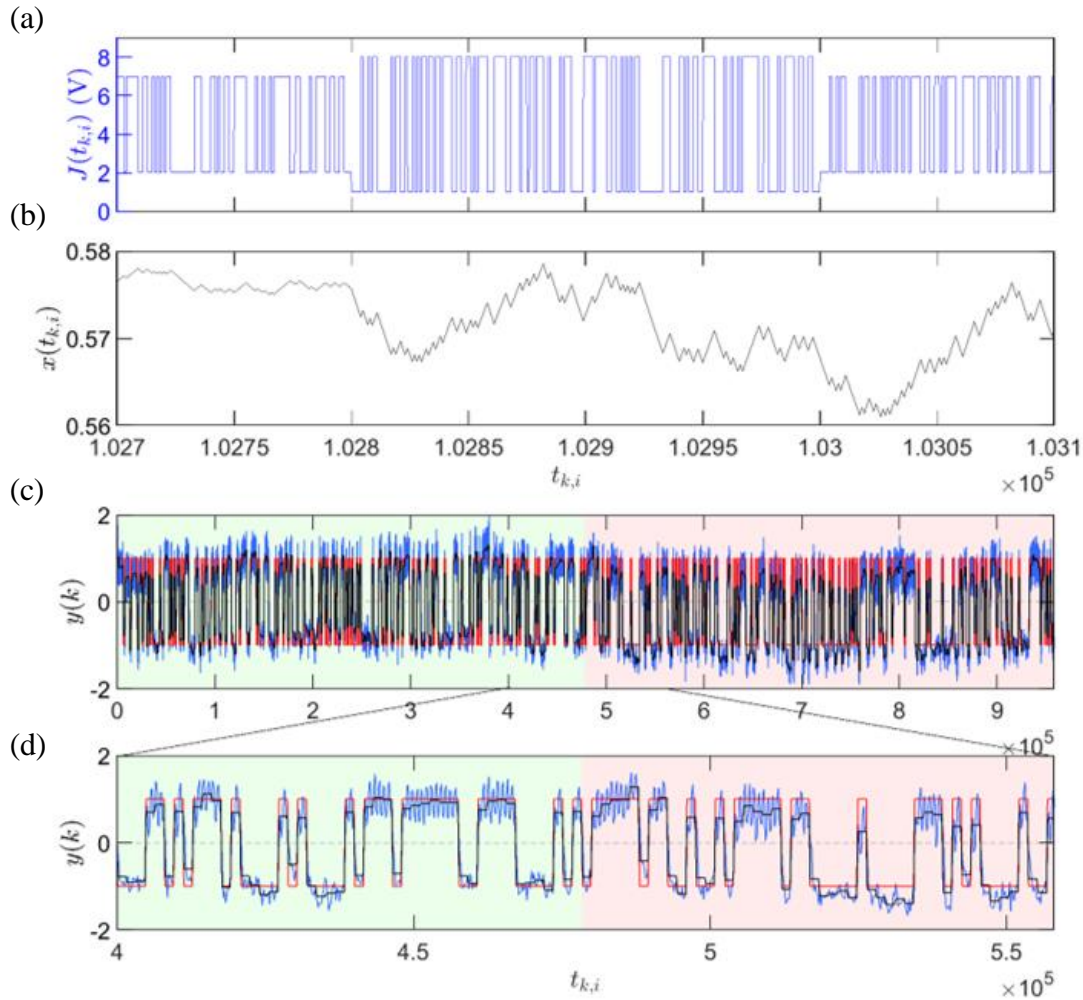 (a)
8
6
4
2
0
J(t_{k,i}) (V)
(b)
0.58
0.57
0.56
x(t_{k,i})
1.027 1.0275 1.028 1.0285 1.029 1.0295 1.03 1.0305 1.031
t_{k,i}
×10^5
(c)
2
0
-2
y(k)
0 1 2 3 4 5 6 7 8 9
×10^5
(d)
2
0
-2
y(k)
4 4.5 5 5.5
t_{k,i}
×10^5